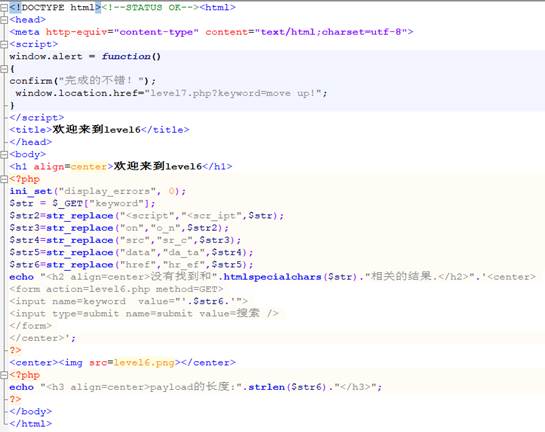 <!DOCTYPE html><!--STATUS OK--><html>
<head>
<meta http-equiv="content-type" content="text/html;charset=utf-8">
<script>
window.alert = function()
{
confirm("完成的不错！");
 window.location.href="level7.php?keyword=move up!";
}
</script>
<title>欢迎来到level6</title>
</head>
<body>
<h1 align=center>欢迎来到level6</h1>
<?php
ini_set("display_errors", 0);
$str = $_GET["keyword"];
$str2=str_replace("<script","<scr_ipt",$str);
$str3=str_replace("on","o_n",$str2);
$str4=str_replace("src","sr_c",$str3);
$str5=str_replace("data","da_ta",$str4);
$str6=str_replace("href","hr_ef",$str5);
echo "<h2 align=center>没有找到和".htmlspecialchars($str)."相关的结果.</h2>".'<center>
<form action=level6.php method=GET>
<input name=keyword  value="'.$str6.'">
<input type=submit name=submit value=搜索 />
</form>
</center>';
?>
<center><img src=level6.png></center>
<?php
echo "<h3 align=center>payload的长度:".strlen($str6)."</h3>";
?>
</body>
</html>